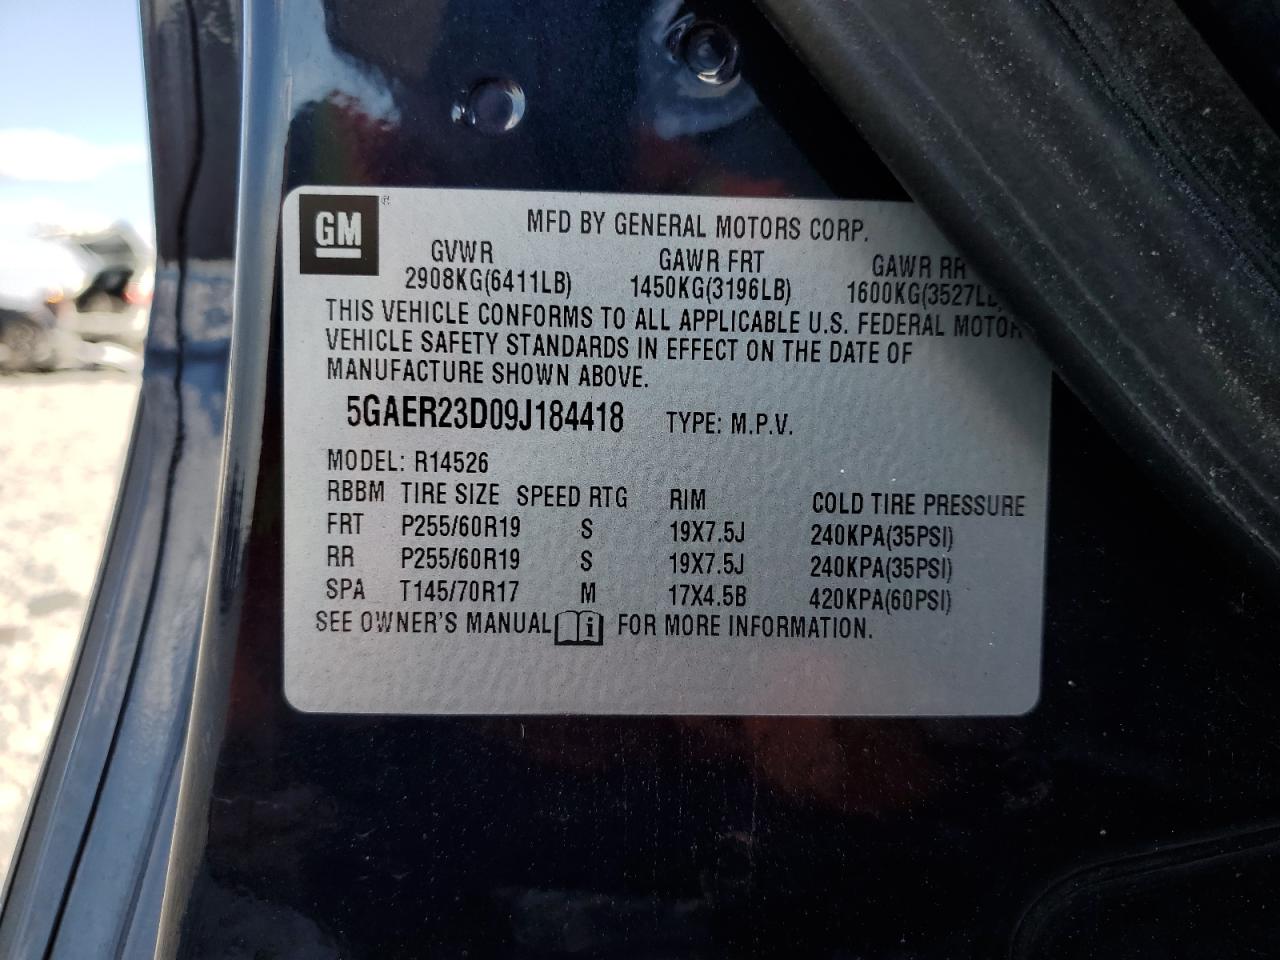 GM ® MFD BY GENERAL MOTORS CORP.
GVWR GAWR FRT GAWR RR
2908KG(6411LB) 1450KG(3196LB) 1600KG(3527LB
THIS VEHICLE CONFORMS TO ALL APPLICABLE U.S. FEDERAL MOTOR
VEHICLE SAFETY STANDARDS IN EFFECT ON THE DATE OF
MANUFACTURE SHOWN ABOVE.
5GAER23D09J184418 TYPE: M.P.V.
MODEL: R14526
RBBM TIRE SIZE SPEED RTG RIM COLD TIRE PRESSURE
FRT P255/60R19 S 19X7.5J 240KPA(35PSI)
RR P255/60R19 S 19X7.5J 240KPA(35PSI)
SPA T145/70R17 M 17X4.5B 420KPA(60PSI)
SEE OWNER'S MANUAL i FOR MORE INFORMATION.